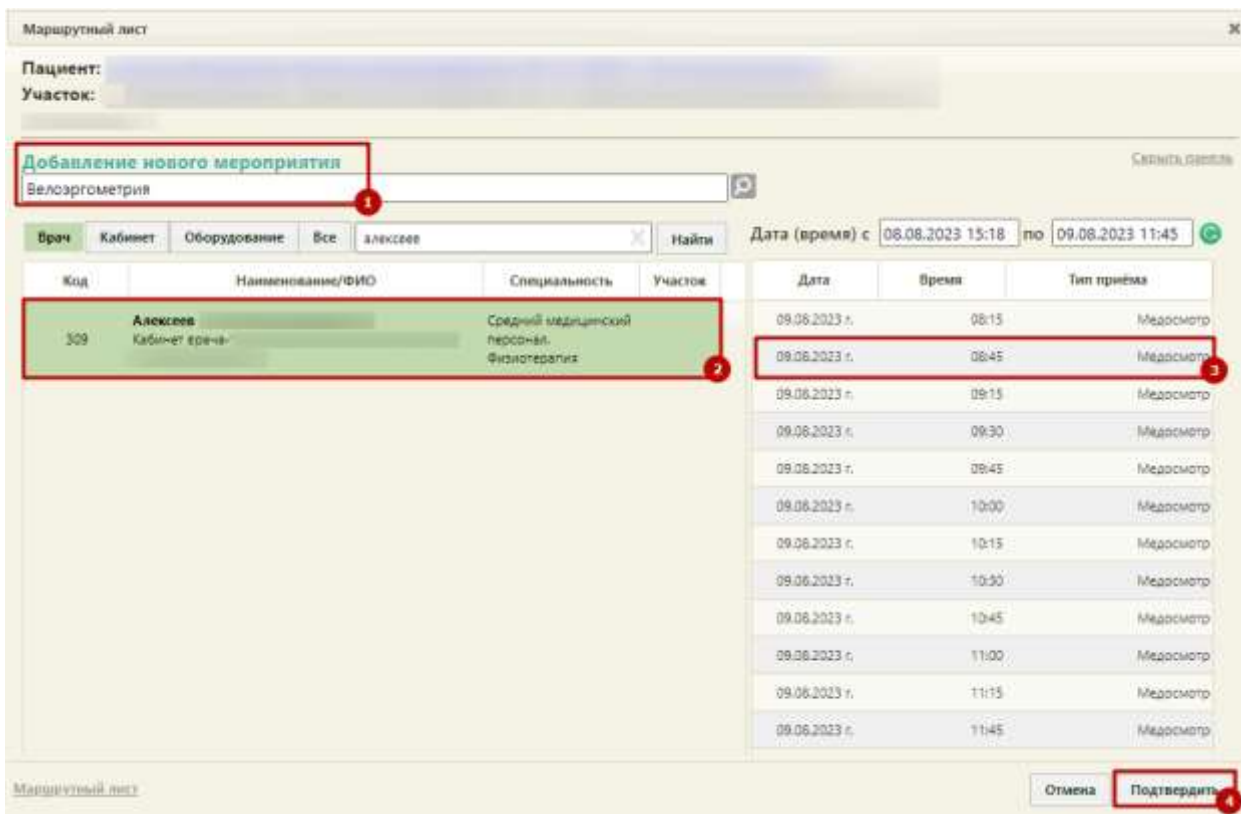 Маршрутный лист
Пациент:
Участок:
Добавление нового мероприятия
Скрыть панель
Велоэргометрия
1
Врач Кабинет Оборудование Все алексеев Найти Дата (время) с 08.08.2023 15:18 по 09.08.2023 11:45
Код Наименование/ФИО Специальность Участок Дата Время Тип приёма
309 Алексеев Средний медицинский
Кабинет врача- персонал.
Физиотерапия
2
09.08.2023 г. 08:15 Медосмотр
09.08.2023 г. 08:45 Медосмотр
3
09.08.2023 г. 09:15 Медосмотр
09.08.2023 г. 09:30 Медосмотр
09.08.2023 г. 09:45 Медосмотр
09.08.2023 г. 10:00 Медосмотр
09.08.2023 г. 10:15 Медосмотр
09.08.2023 г. 10:30 Медосмотр
09.08.2023 г. 10:45 Медосмотр
09.08.2023 г. 11:00 Медосмотр
09.08.2023 г. 11:15 Медосмотр
09.08.2023 г. 11:45 Медосмотр
Маршрутный лист Отмена Подтвердить
4